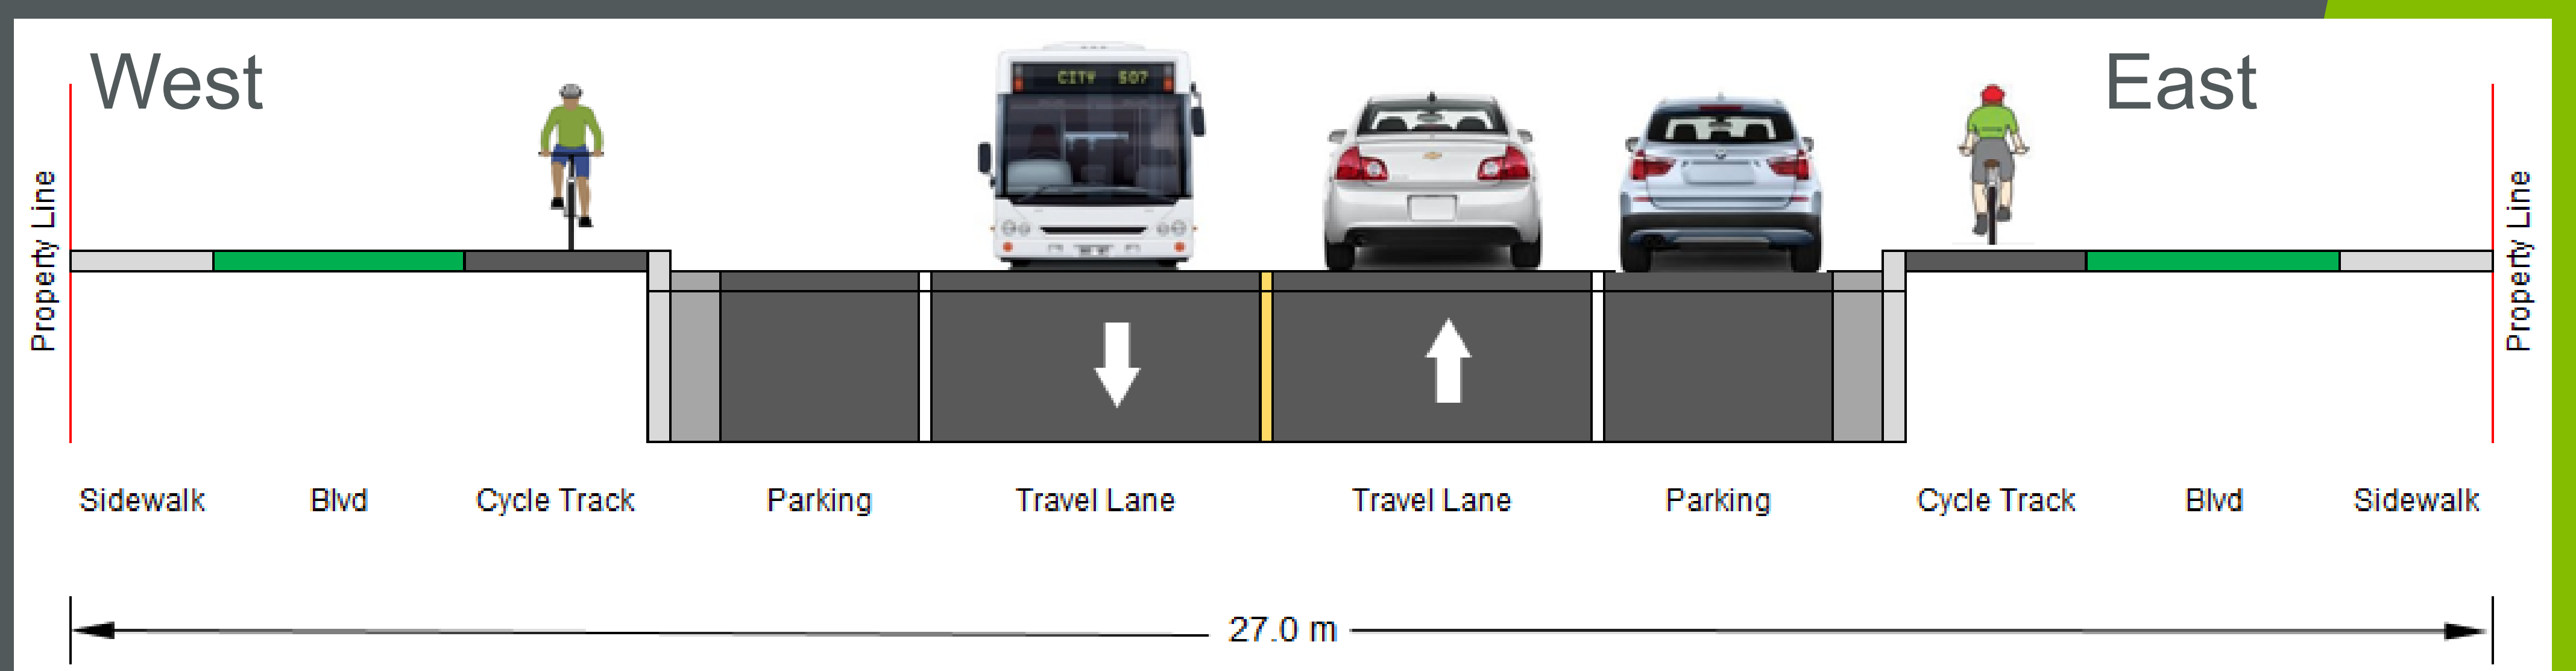 West
East
CITY 507
Property Line
Property Line
Sidewalk
Blvd
Cycle Track
Parking
Travel Lane
Travel Lane
Parking
Cycle Track
Blvd
Sidewalk
27.0 m